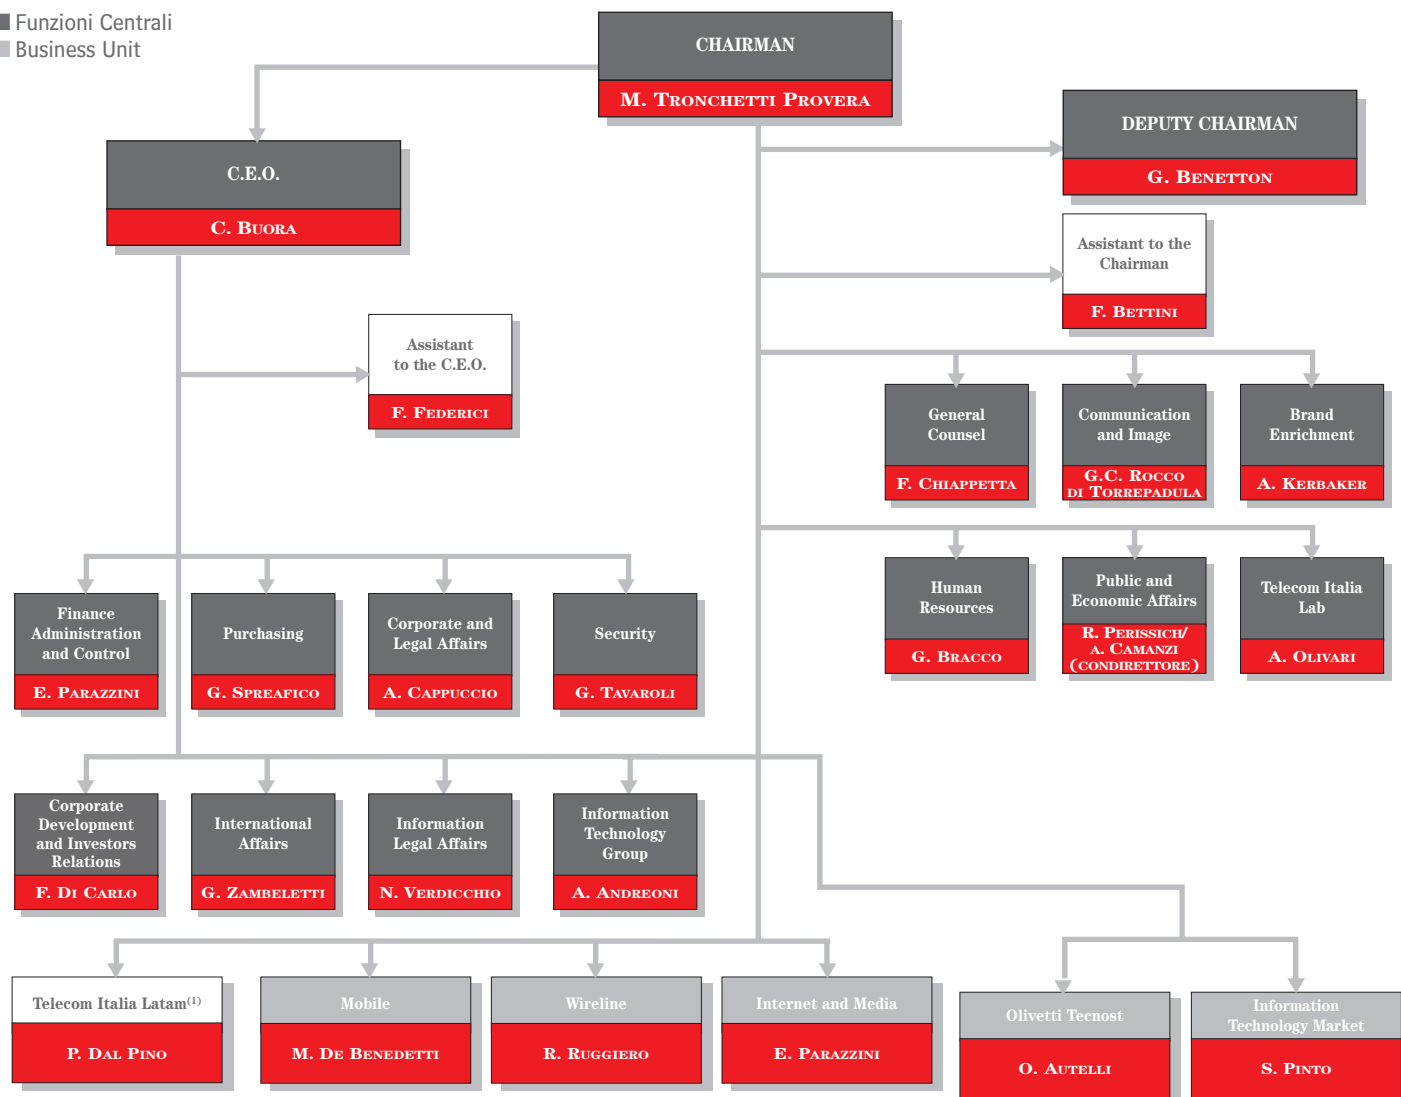 Funzioni Centrali
Business Unit
CHAIRMAN
M. TRONCHETTI PROVERA
DEPUTY CHAIRMAN
G. BENETTON
C.E.O.
C. BUORA
Assistant to the
Chairman
F. BETTINI
Assistant
to the C.E.O.
F. FEDERICI
General
Counsel
F. CHIAPPETTA
Communication
and Image
G.C. ROCCO
DI TORREPADULA
Brand
Enrichment
A. KERBAKER
Human
Resources
G. BRACCO
Public and
Economic Affairs
R. PERISSICH/
A. CAMANZI
(CONDIRETTORE)
Telecom Italia
Lab
A. OLIVARI
Finance
Administration
and Control
E. PARAZZINI
Purchasing
G. SPREAFICO
Corporate and
Legal Affairs
A. CAPPUCCIO
Security
G. TAVAROLI
Corporate
Development
and Investors
Relations
F. DI CARLO
International
Affairs
G. ZAMBELETTI
Information
Legal Affairs
N. VERDICCHIO
Information
Technology
Group
A. ANDREONI
Telecom Italia Latam(1)
P. DAL PINO
Mobile
M. DE BENEDETTI
Wireline
R. RUGGIERO
Internet and Media
E. PARAZZINI
Olivetti Tecnost
O. AUTELLI
Information
Technology Market
S. PINTO